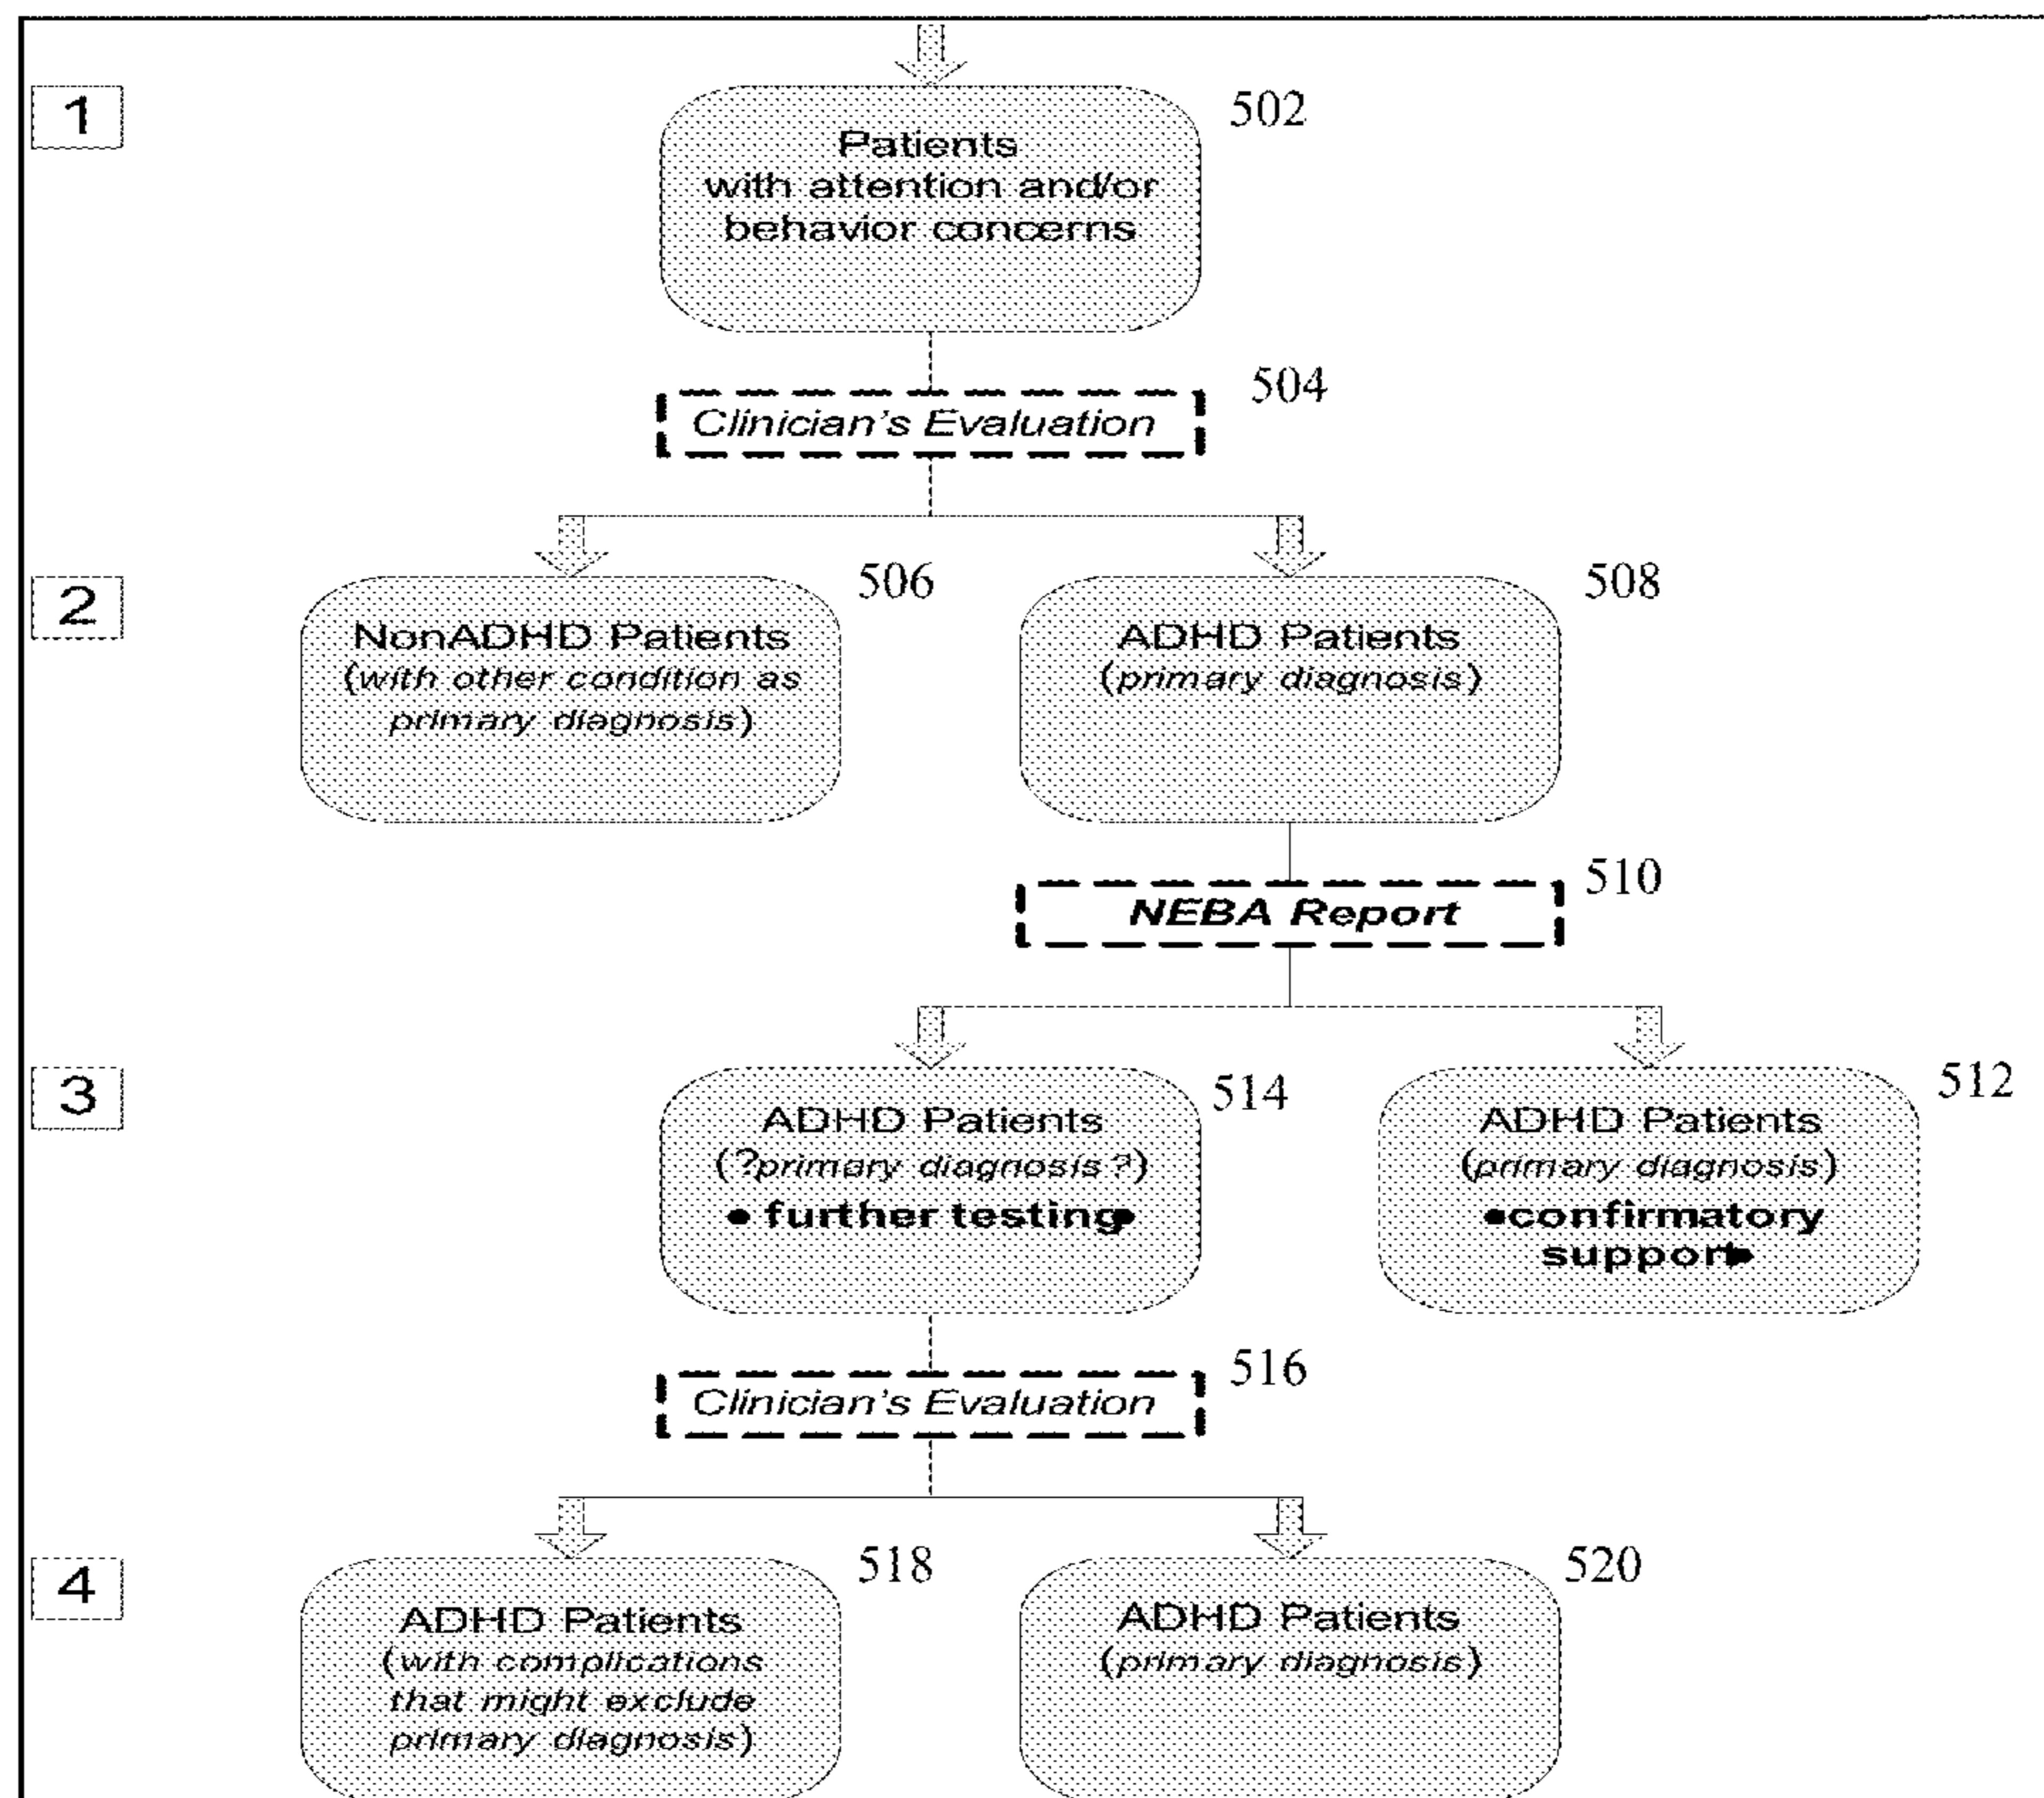 1
502
Patients
with attention and/or
behavior concerns
504
Clinician's Evaluation
2
506
NonADHD Patients
(with other condition as
primary diagnosis)
508
ADHD Patients
(primary diagnosis)
510
NEBA Report
3
514
ADHD Patients
(?primary diagnosis?)
• further testing•
512
ADHD Patients
(primary diagnosis)
•confirmatory
support•
516
Clinician's Evaluation
4
518
ADHD Patients
(with complications
that might exclude
primary diagnosis)
520
ADHD Patients
(primary diagnosis)